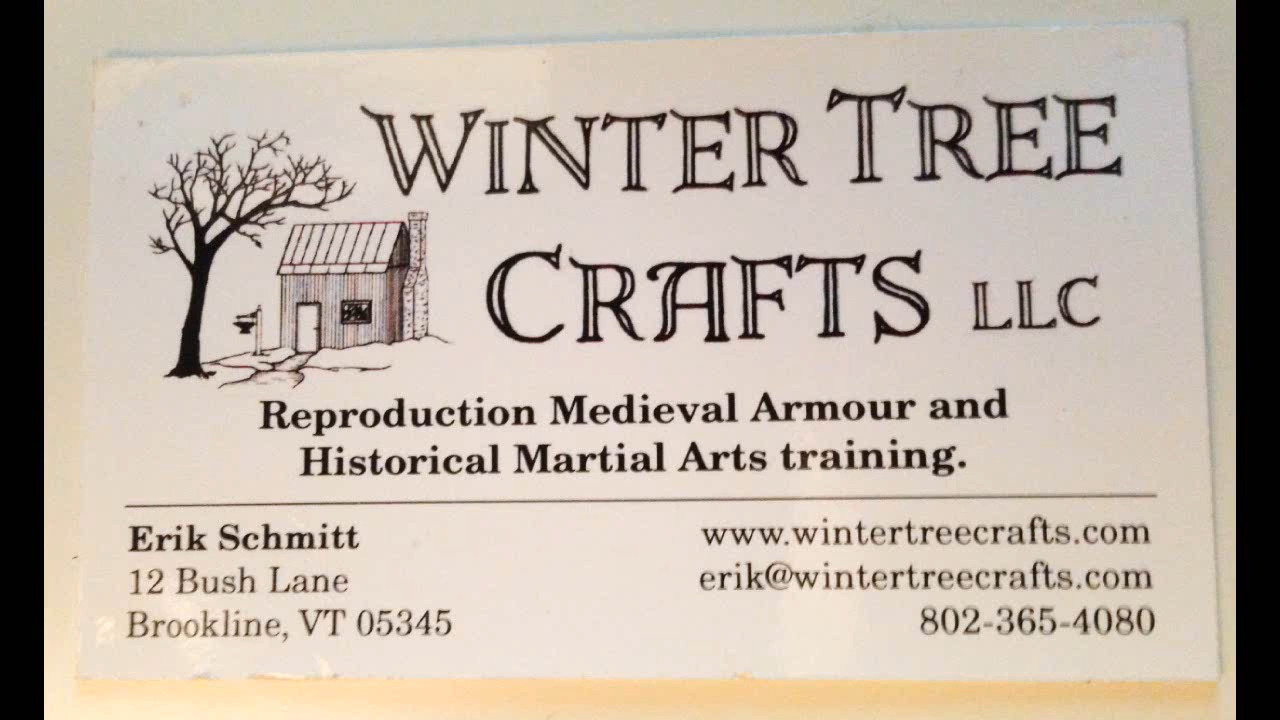 WINTER TREE
CRAFTS LLC
Reproduction Medieval Armour and
Historical Martial Arts training.
Erik Schmitt
12 Bush Lane
Brookline, VT 05345
www.wintertreecrafts.com
erik@wintertreecrafts.com
802-365-4080